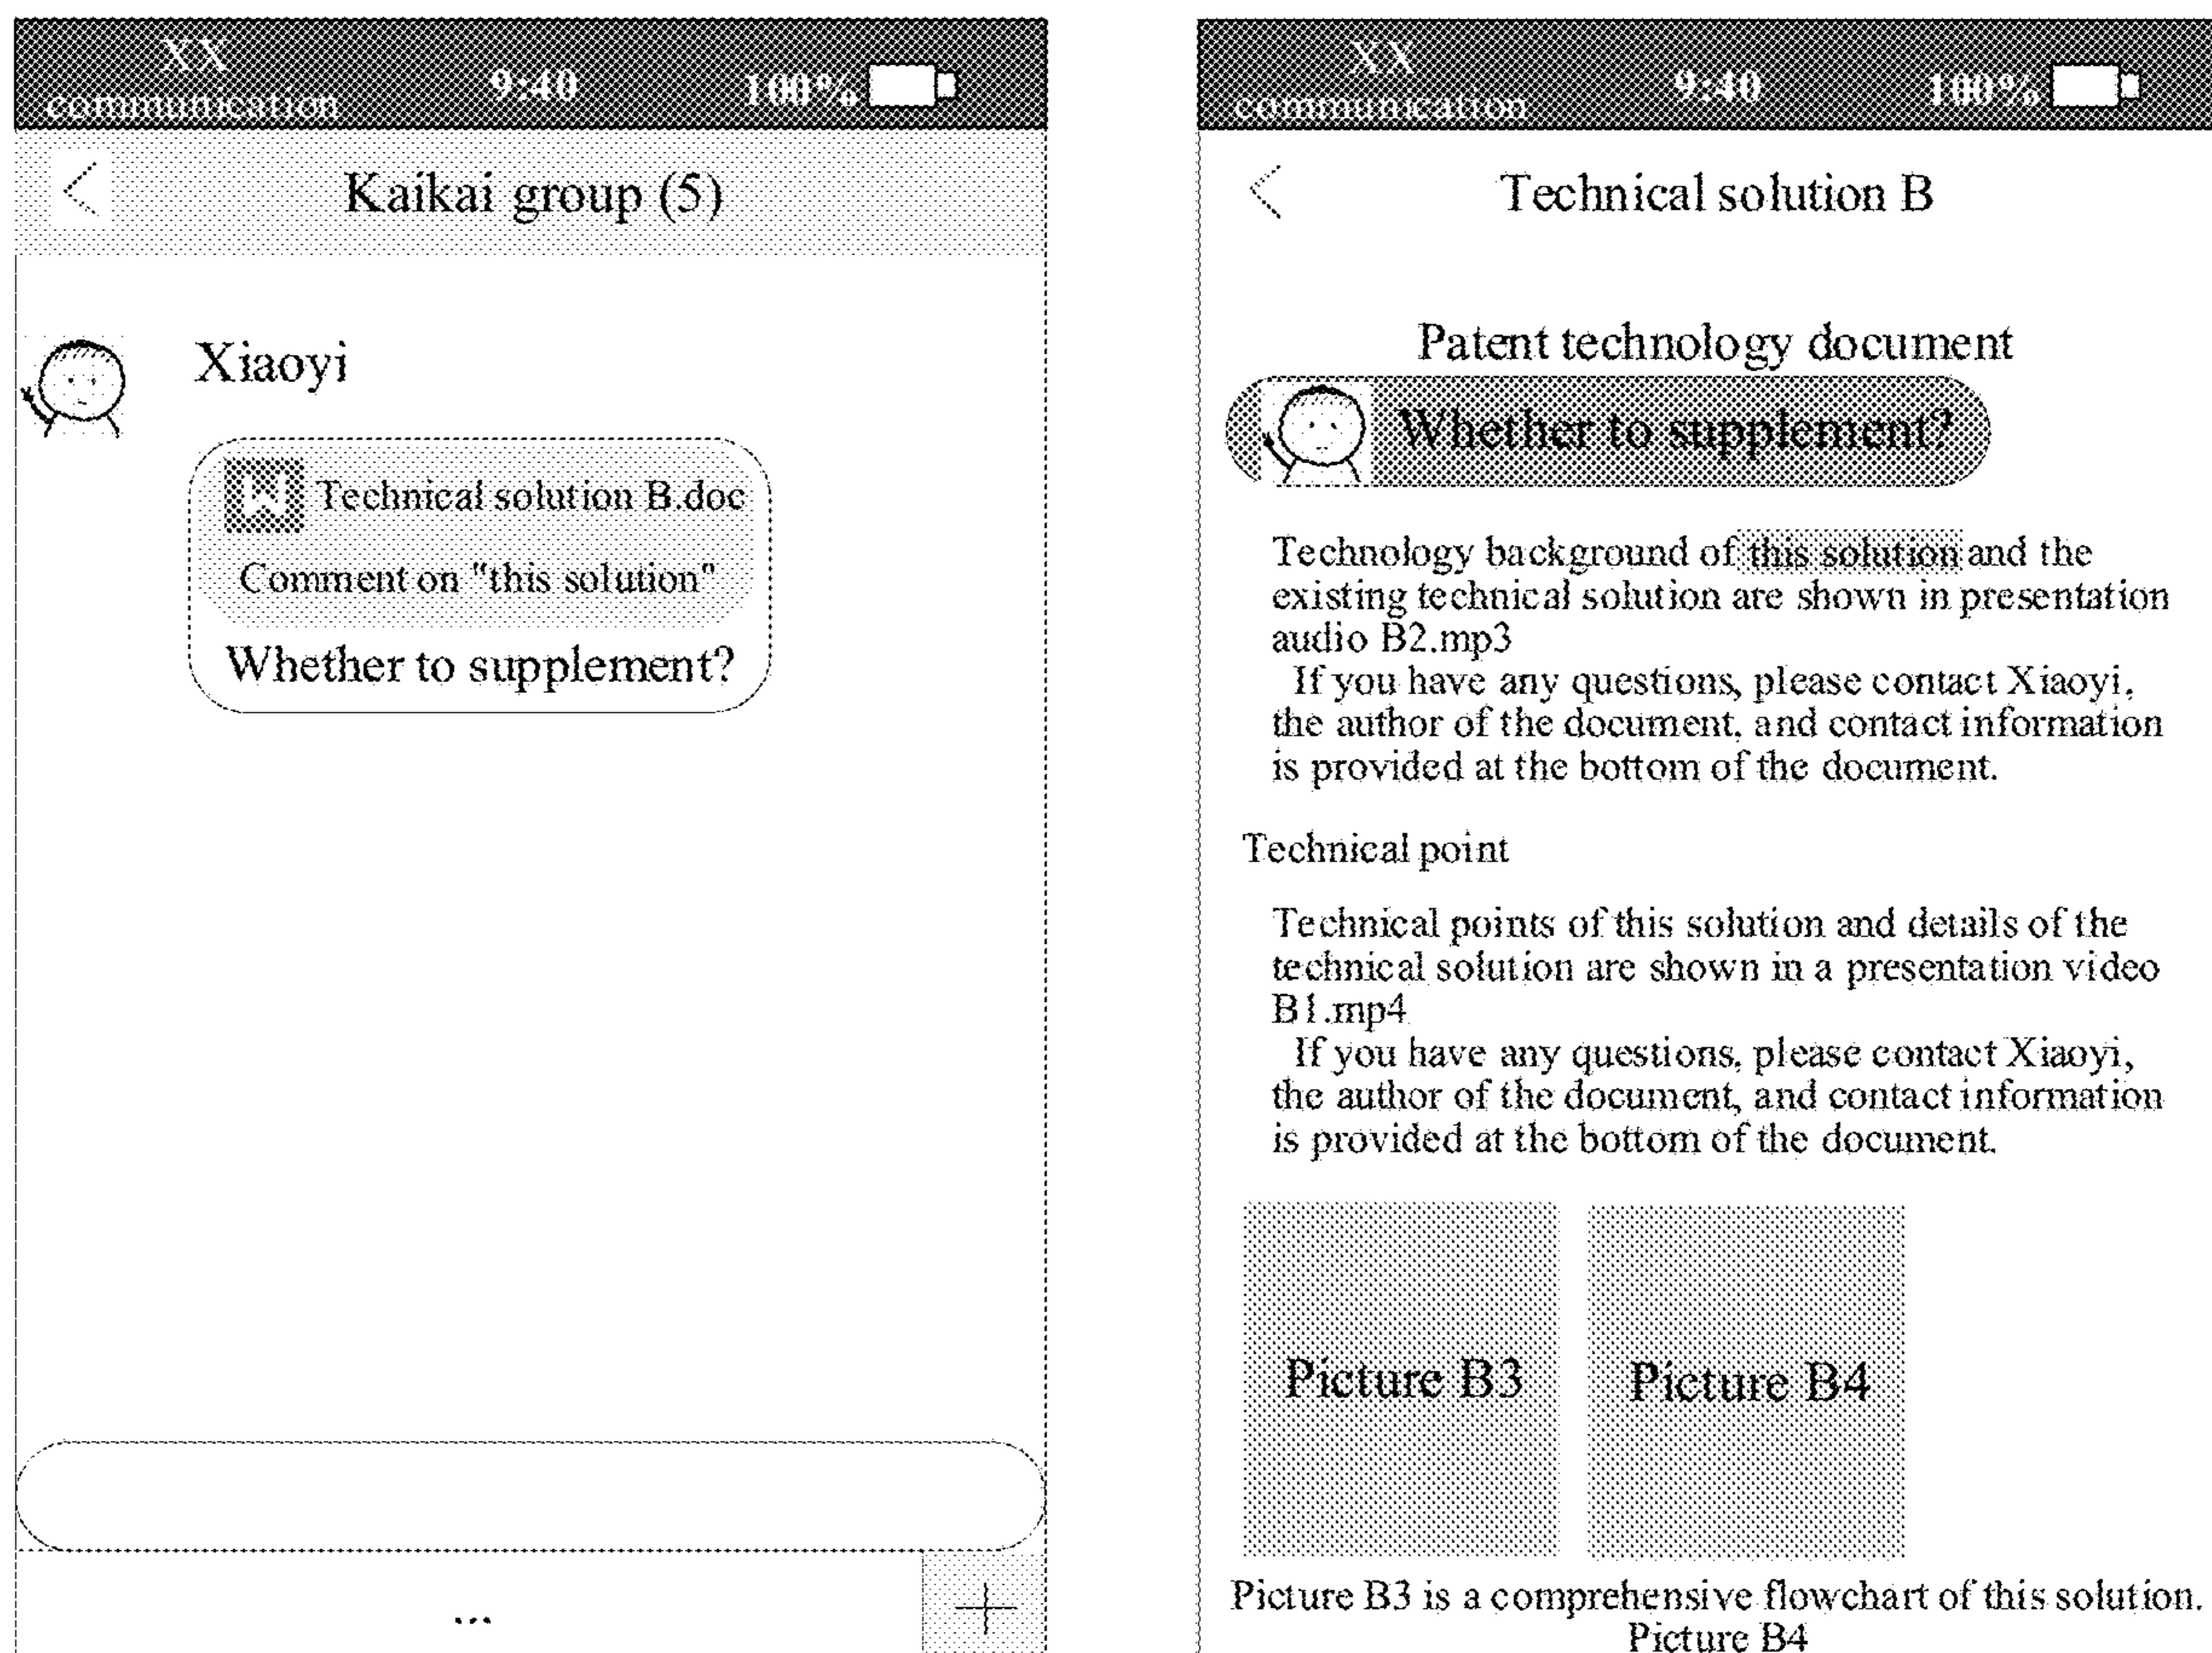 XX
communication
9:40
100%
Kaikai group (5)
Xiaoyi
W
Technical solution B.doc
Comment on "this solution"
Whether to supplement?
...
XX
communication
9:40
100%
Technical solution B
Patent technology document
Whether to supplement?
Technology background of this solution and the
existing technical solution are shown in presentation
audio B2.mp3
If you have any questions, please contact Xiaoyi,
the author of the document, and contact information
is provided at the bottom of the document.
Technical point
Technical points of this solution and details of the
technical solution are shown in a presentation video
B1.mp4
If you have any questions, please contact Xiaoyi,
the author of the document, and contact information
is provided at the bottom of the document.
Picture B3
Picture B4
Picture B3 is a comprehensive flowchart of this solution.
Picture B4